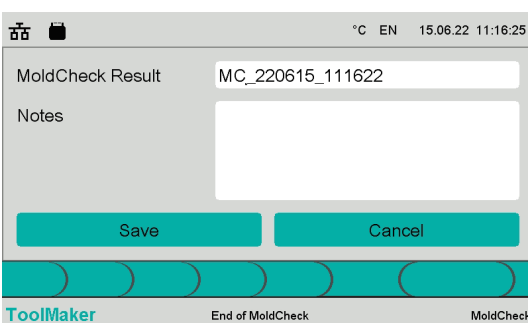 °C EN 15.06.22 11:16:25
MoldCheck Result MC_220615_111622
Notes
Save Cancel
ToolMaker End of MoldCheck MoldCheck